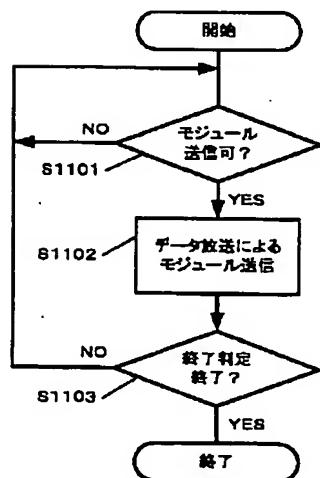 開始
NO
モジュール
送信可?
S1101
YES
S1102
データ放送による
モジュール送信
NO
終了判定
終了?
S1103
YES
終了